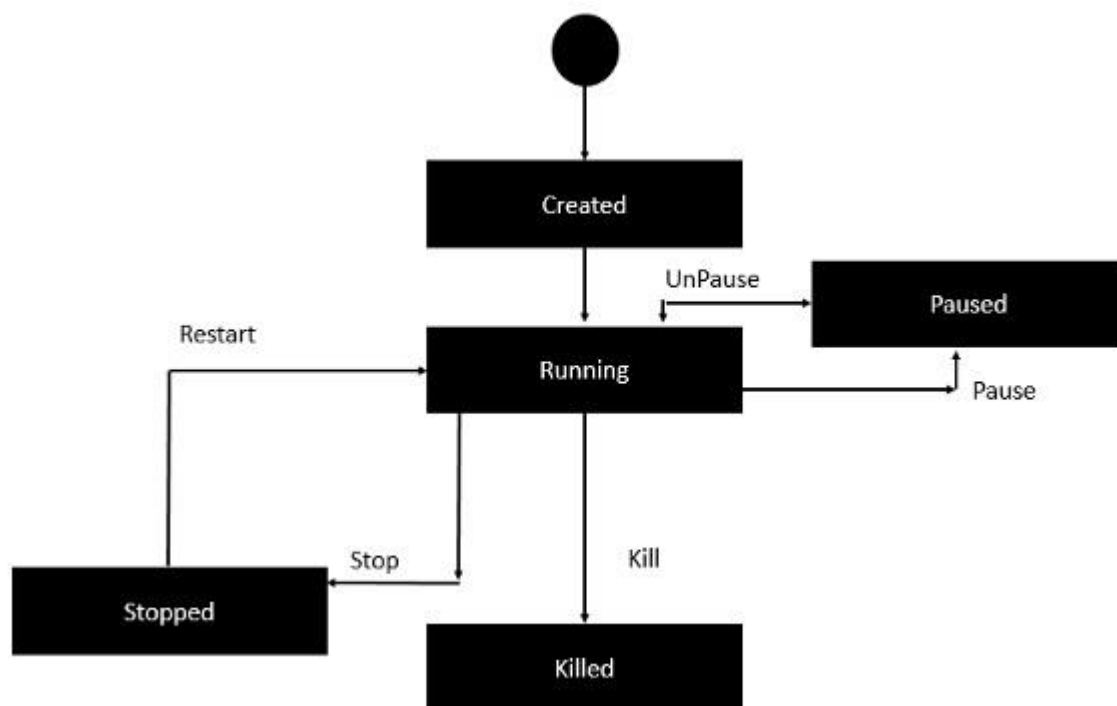 Created
UnPause
Paused
Restart
Running
Pause
Stop
Kill
Stopped
Killed